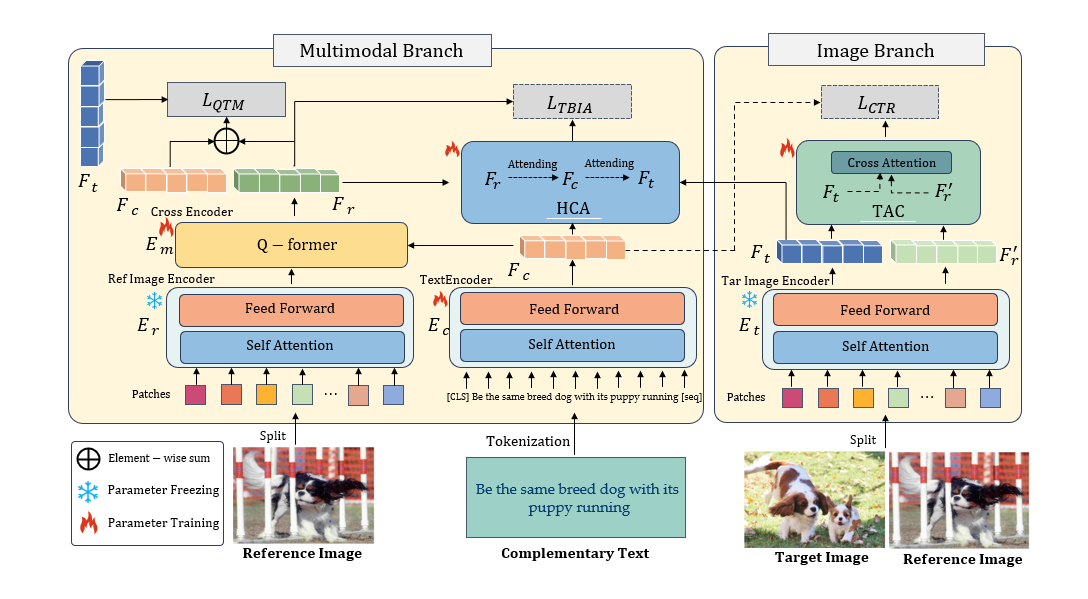 Multimodal Branch
Image Branch
L_QTM
L_TBIA
L_CTR
F_t
F_c
F_r
Attending
Attending
F_r
F_c
F_t
HCA
Cross Attention
F_t
F_r′
TAC
Cross Encoder
E_m
Q − former
F_c
F_t
F_r′
Ref Image Encoder
TextEncoder
Tar Image Encoder
E_r
Feed Forward
Self Attention
E_c
Feed Forward
Self Attention
E_t
Feed Forward
Self Attention
Patches
...
[CLS] Be the same breed dog with its puppy running [seq]
Patches
...
Split
Tokenization
Split
Element − wise sum
Parameter Freezing
Parameter Training
Be the same breed dog with its
puppy running
Reference Image
Complementary Text
Target Image
Reference Image